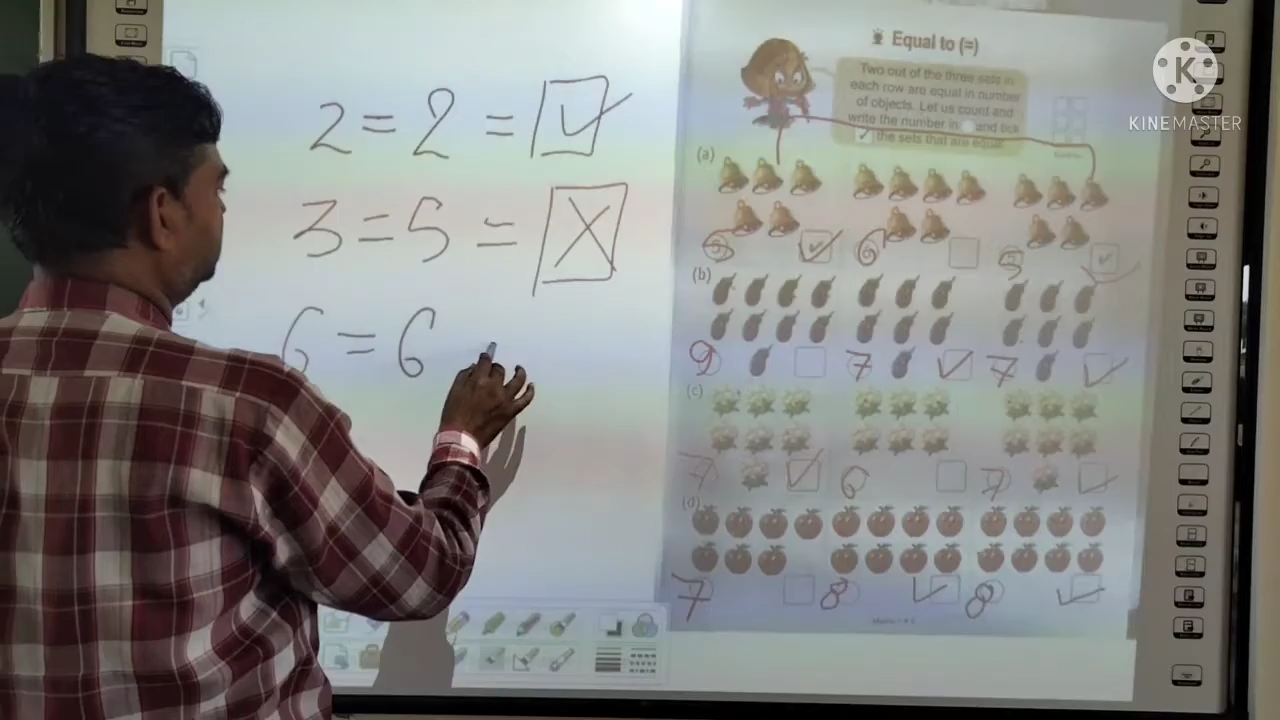 2 = 2 = ✓
3 = 5 = X
6 = 6
Equal to (=)
Two out of the three sets in
each row are equal in number
of objects. Let us count and
write the number in and tick
✓ the sets that are equal.
(a)
5 ✓ 6 5 ✓
(b)
9 7 ✓ 7 ✓
(c)
7 ✓ 6 7 ✓
(d)
7 8 ✓ 8 ✓
K
KINEMASTER